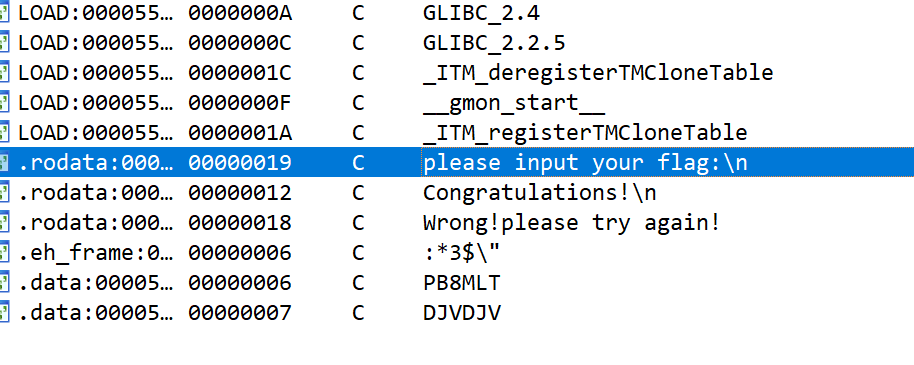 LOAD:000055… 0000000A C GLIBC_2.4
LOAD:000055… 0000000C C GLIBC_2.2.5
LOAD:000055… 0000001C C _ITM_deregisterTMCloneTable
LOAD:000055… 0000000F C __gmon_start__
LOAD:000055… 0000001A C _ITM_registerTMCloneTable
.rodata:000… 00000019 C please input your flag:\n
.rodata:000… 00000012 C Congratulations!\n
.rodata:000… 00000018 C Wrong!please try again!
.eh_frame:0… 00000006 C :*3$\"
.data:00005… 00000006 C PB8MLT
.data:00005… 00000007 C DJVDJV